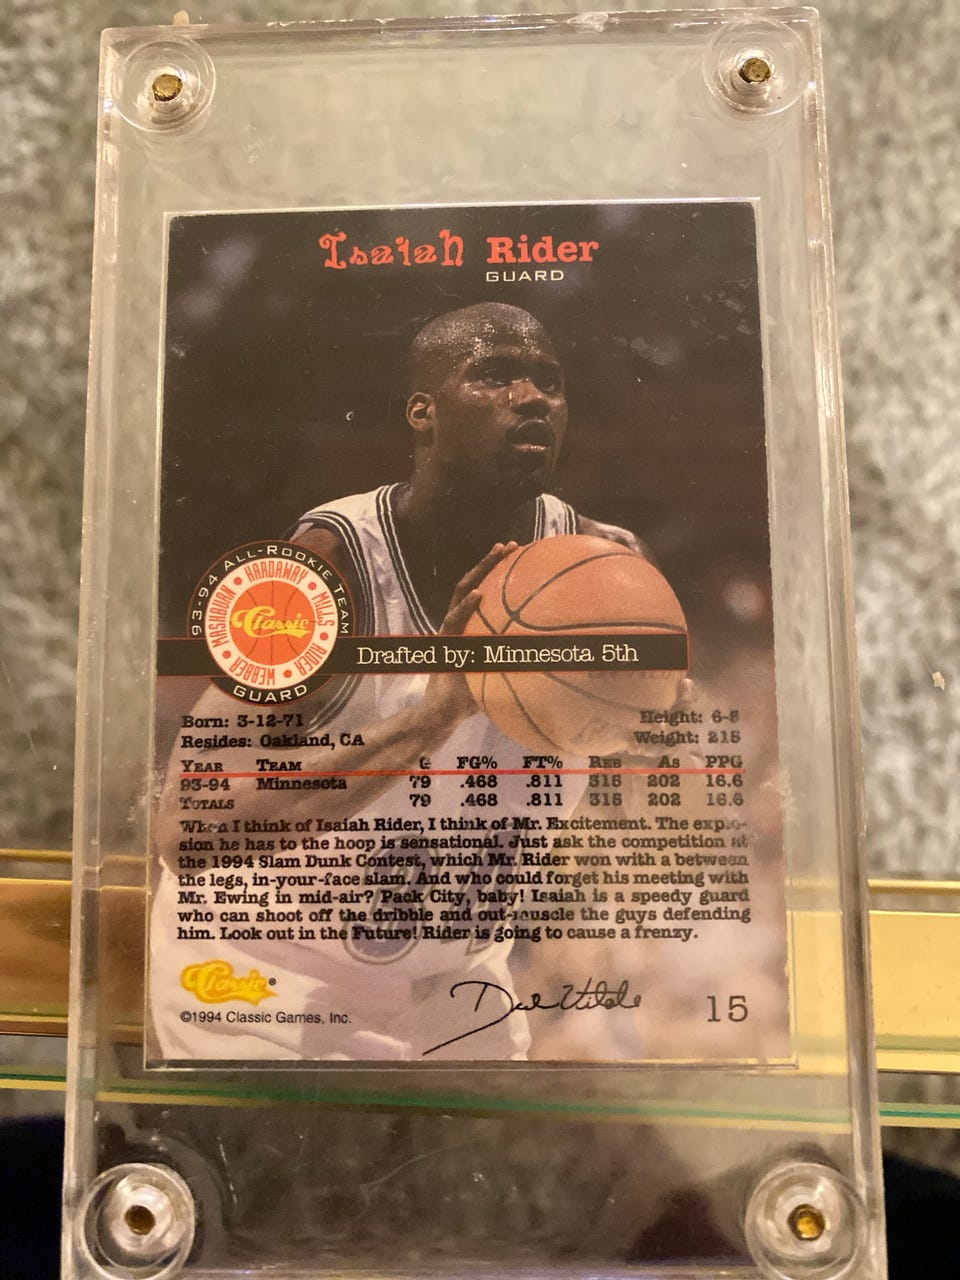 Isaiah Rider
GUARD
93-94 ALL-ROOKIE TEAM
MASHBURN • HARDAWAY • MILLS • RIDER • WEBBER •
Classic
GUARD
Drafted by: Minnesota 5th
Born: 3-12-71
Height: 6-5
Resides: Oakland, CA
Weight: 215
YEAR TEAM G FG% FT% REB AS PPG
93-94 Minnesota 79 .468 .811 315 202 16.6
TOTALS 79 .468 .811 315 202 16.6
When I think of Isaiah Rider, I think of Mr. Excitement. The explo-
sion he has to the hoop is sensational. Just ask the competition at
the 1994 Slam Dunk Contest, which Mr. Rider won with a between
the legs, in-your-face slam. And who could forget his meeting with
Mr. Ewing in mid-air? Pack City, baby! Isaiah is a speedy guard
who can shoot off the dribble and out-muscle the guys defending
him. Look out in the Future! Rider is going to cause a frenzy.
Classic®
©1994 Classic Games, Inc.
15